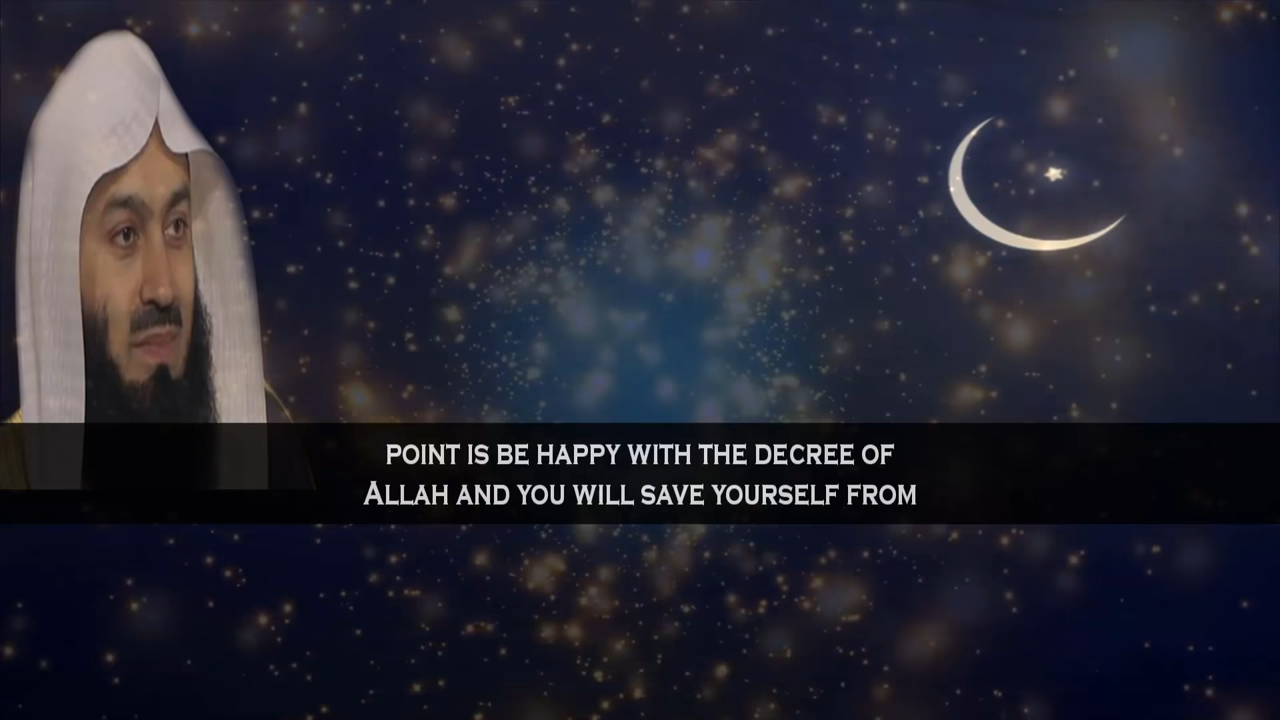 POINT IS BE HAPPY WITH THE DECREE OF
ALLAH AND YOU WILL SAVE YOURSELF FROM